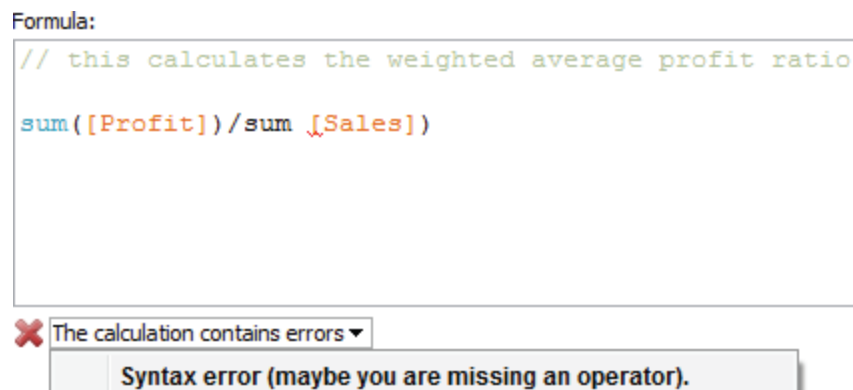 Formula:
// this calculates the weighted average profit ratio
sum([Profit])/sum [Sales])
The calculation contains errors
Syntax error (maybe you are missing an operator).